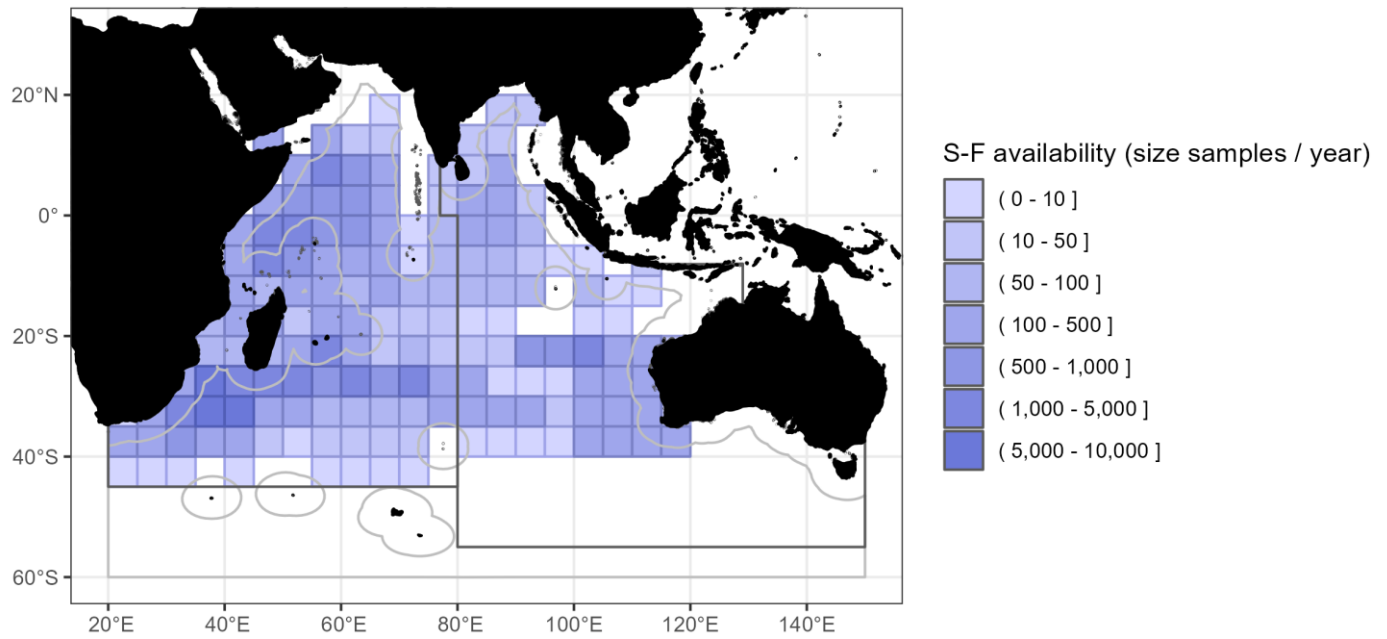 20°N
0°
20°S
40°S
60°S
20°E 40°E 60°E 80°E 100°E 120°E 140°E
S-F availability (size samples / year)
( 0 - 10 ]
( 10 - 50 ]
( 50 - 100 ]
( 100 - 500 ]
( 500 - 1,000 ]
( 1,000 - 5,000 ]
( 5,000 - 10,000 ]